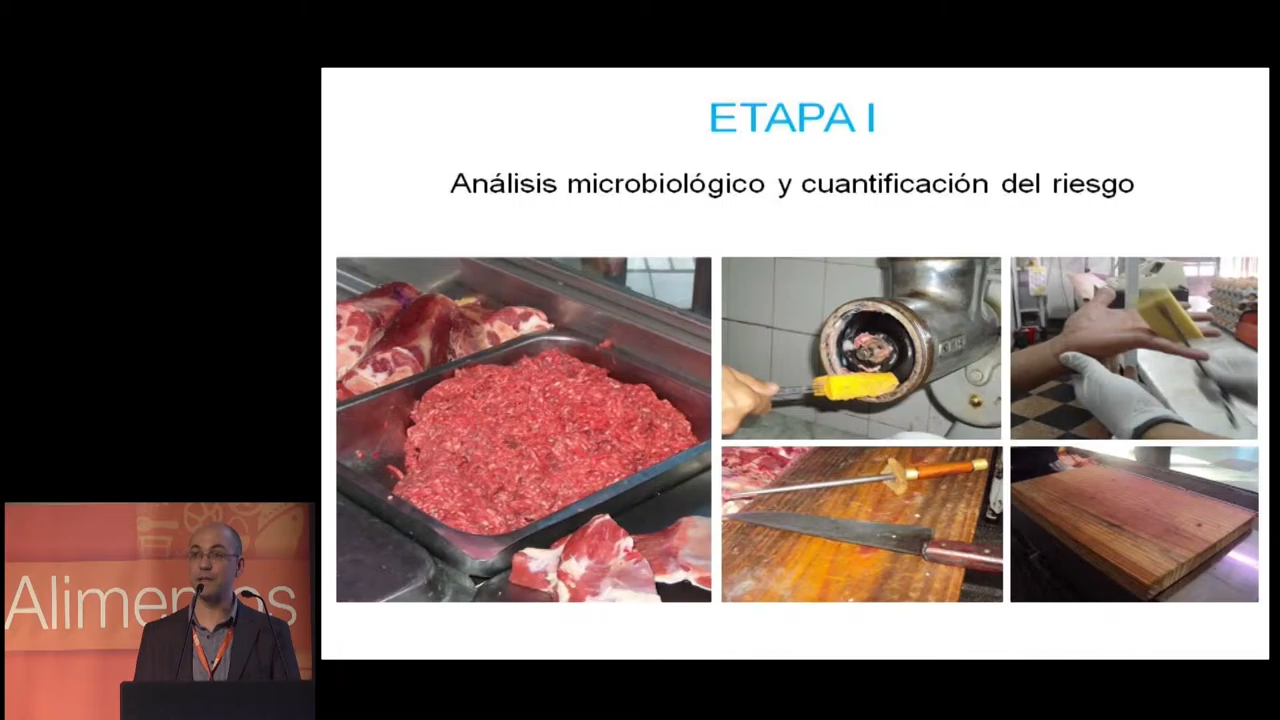 ETAPA I
Análisis microbiológico y cuantificación del riesgo
Alimentos